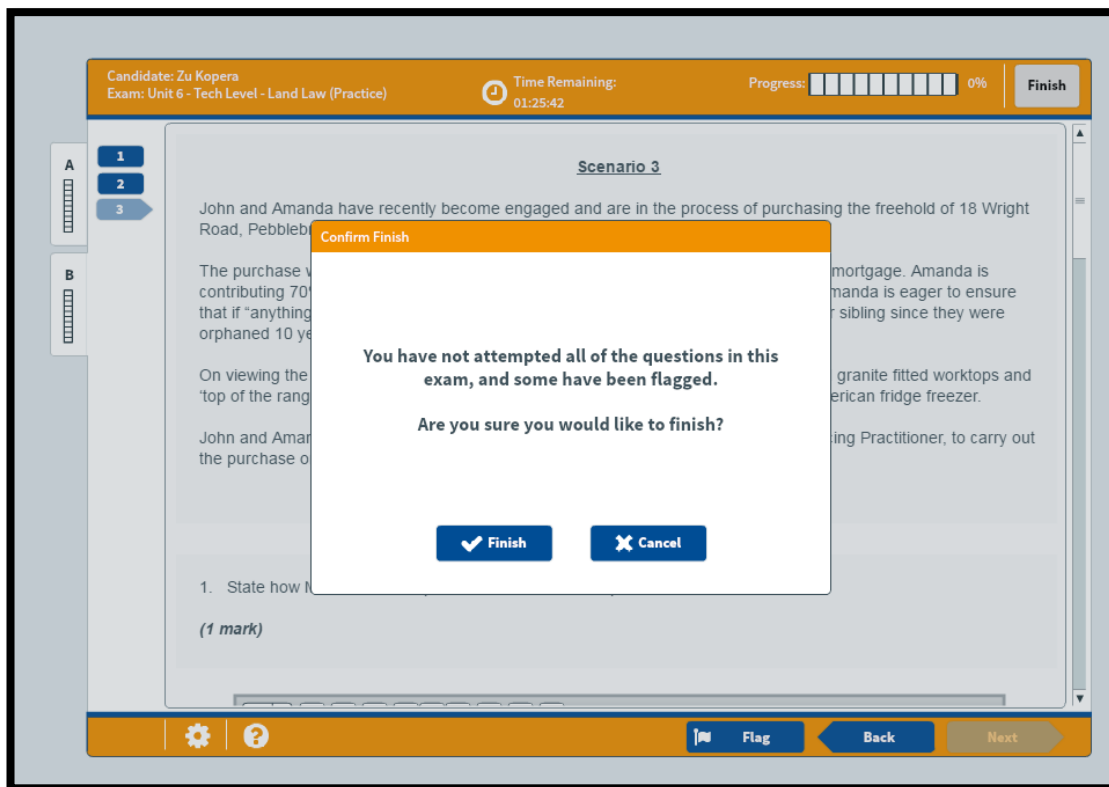 Candidate: Zu Kopera
Exam: Unit 6 - Tech Level - Land Law (Practice)
Time Remaining:
01:25:42
Progress:
0%
Finish
A
B
1
2
3
Scenario 3
John and Amanda have recently become engaged and are in the process of purchasing the freehold of 18 Wright
Road,
The purchase
mortgage. Amanda is
contributing
manda is eager to ensure
that if "anything
sibling since they were
orphaned 10
On viewing the
granite fitted worktops and
'top of the
erican fridge freezer.
John and
ing Practitioner, to carry out
the purchase
Confirm Finish
You have not attempted all of the questions in this
exam, and some have been flagged.
Are you sure you would like to finish?
Finish
Cancel
1. State how
(1 mark)
Flag
Back
Next